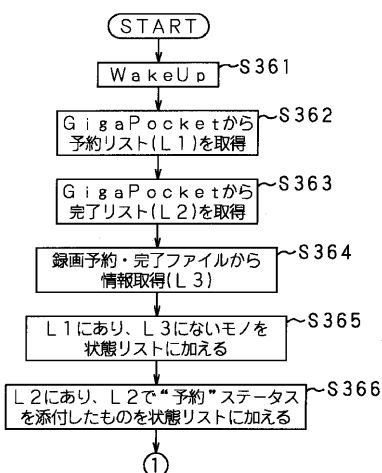 START
WakeUp
S361
GigaPocketから
予約リスト(L1)を取得
S362
GigaPocketから
完了リスト(L2)を取得
S363
録画予約・完了ファイルから
情報取得(L3)
S364
L1にあり、L3にないモノを
状態リストに加える
S365
L2にあり、L2で“予約”ステータス
を添付したものを状態リストに加える
S366
1